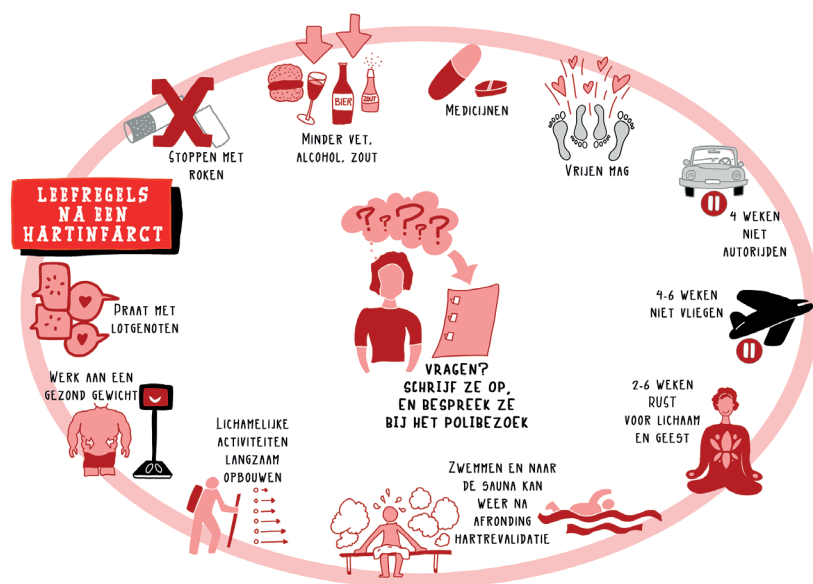 LEEFREGELS
NA EEN
HARTINFARCT
STOPPEN MET
ROKEN
BIER
ZOUT
MINDER VET,
ALCOHOL, ZOUT
MEDICIJNEN
VRIJEN MAG
4 WEKEN
NIET
AUTORIJDEN
4-6 WEKEN
NIET VLIEGEN
2-6 WEKEN
RUST
VOOR LICHAAM
EN GEEST
ZWEMMEN EN NAAR
DE SAUNA KAN
WEER NA
AFRONDING
HARTREVALIDATIE
LICHAMELIJKE
ACTIVITEITEN
LANGZAAM
OPBOUWEN
WERK AAN EEN
GEZOND GEWICHT
PRAAT MET
LOTGENOTEN
? ? ? ? ?
VRAGEN?
SCHRIJF ZE OP,
EN BESPREEK ZE
BIJ HET POLIBEZOEK